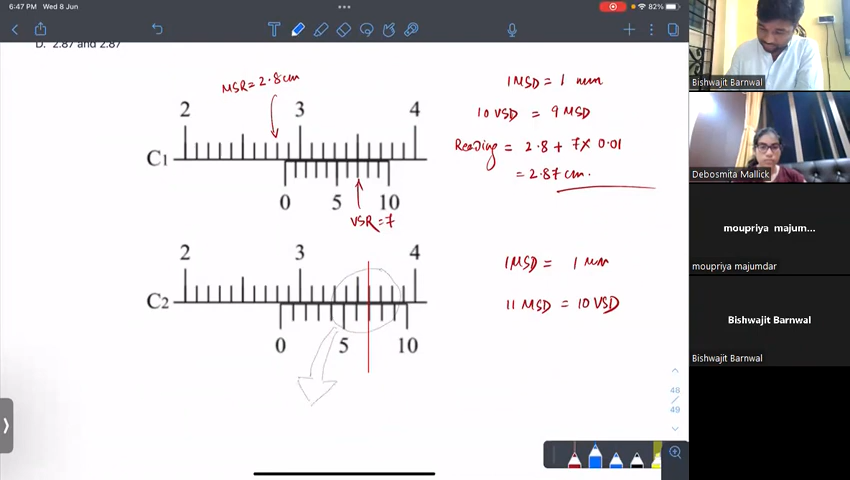 6:47 PM Wed 8 Jun
82%
D. 2.87 and 2.87
MSR = 2.8 cm
2 3 4
C1
0 5 10
VSR = 7
1 MSD = 1 mm
10 VSD = 9 MSD
Reading = 2.8 + 7 × 0.01
= 2.87 cm.
2 3 4
C2
0 5 10
1 MSD = 1 mm
11 MSD = 10 VSD
48
49
Bishwajit Barnwal
Debosmita Mallick
moupriya majum...
moupriya majumdar
Bishwajit Barnwal
Bishwajit Barnwal